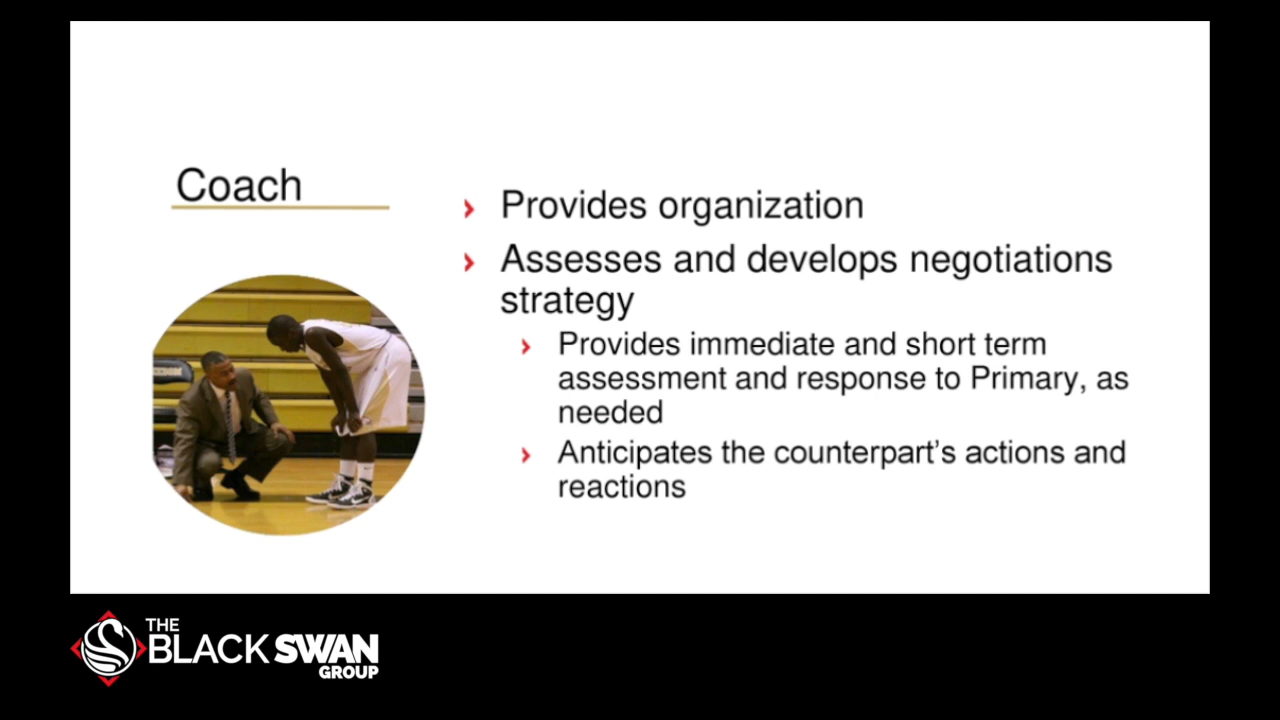 Coach
› Provides organization
› Assesses and develops negotiations
strategy
› Provides immediate and short term
assessment and response to Primary, as
needed
› Anticipates the counterpart’s actions and
reactions
THE
BLACK SWAN
GROUP